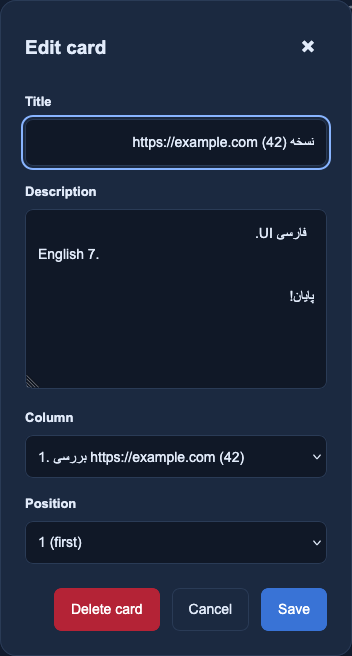 Edit card
✖
Title
نسخه (42) https://example.com
Description
فارسی UI.
English 7.
پایان!
Column
1. بررسی https://example.com (42)
Position
1 (first)
Delete card
Cancel
Save